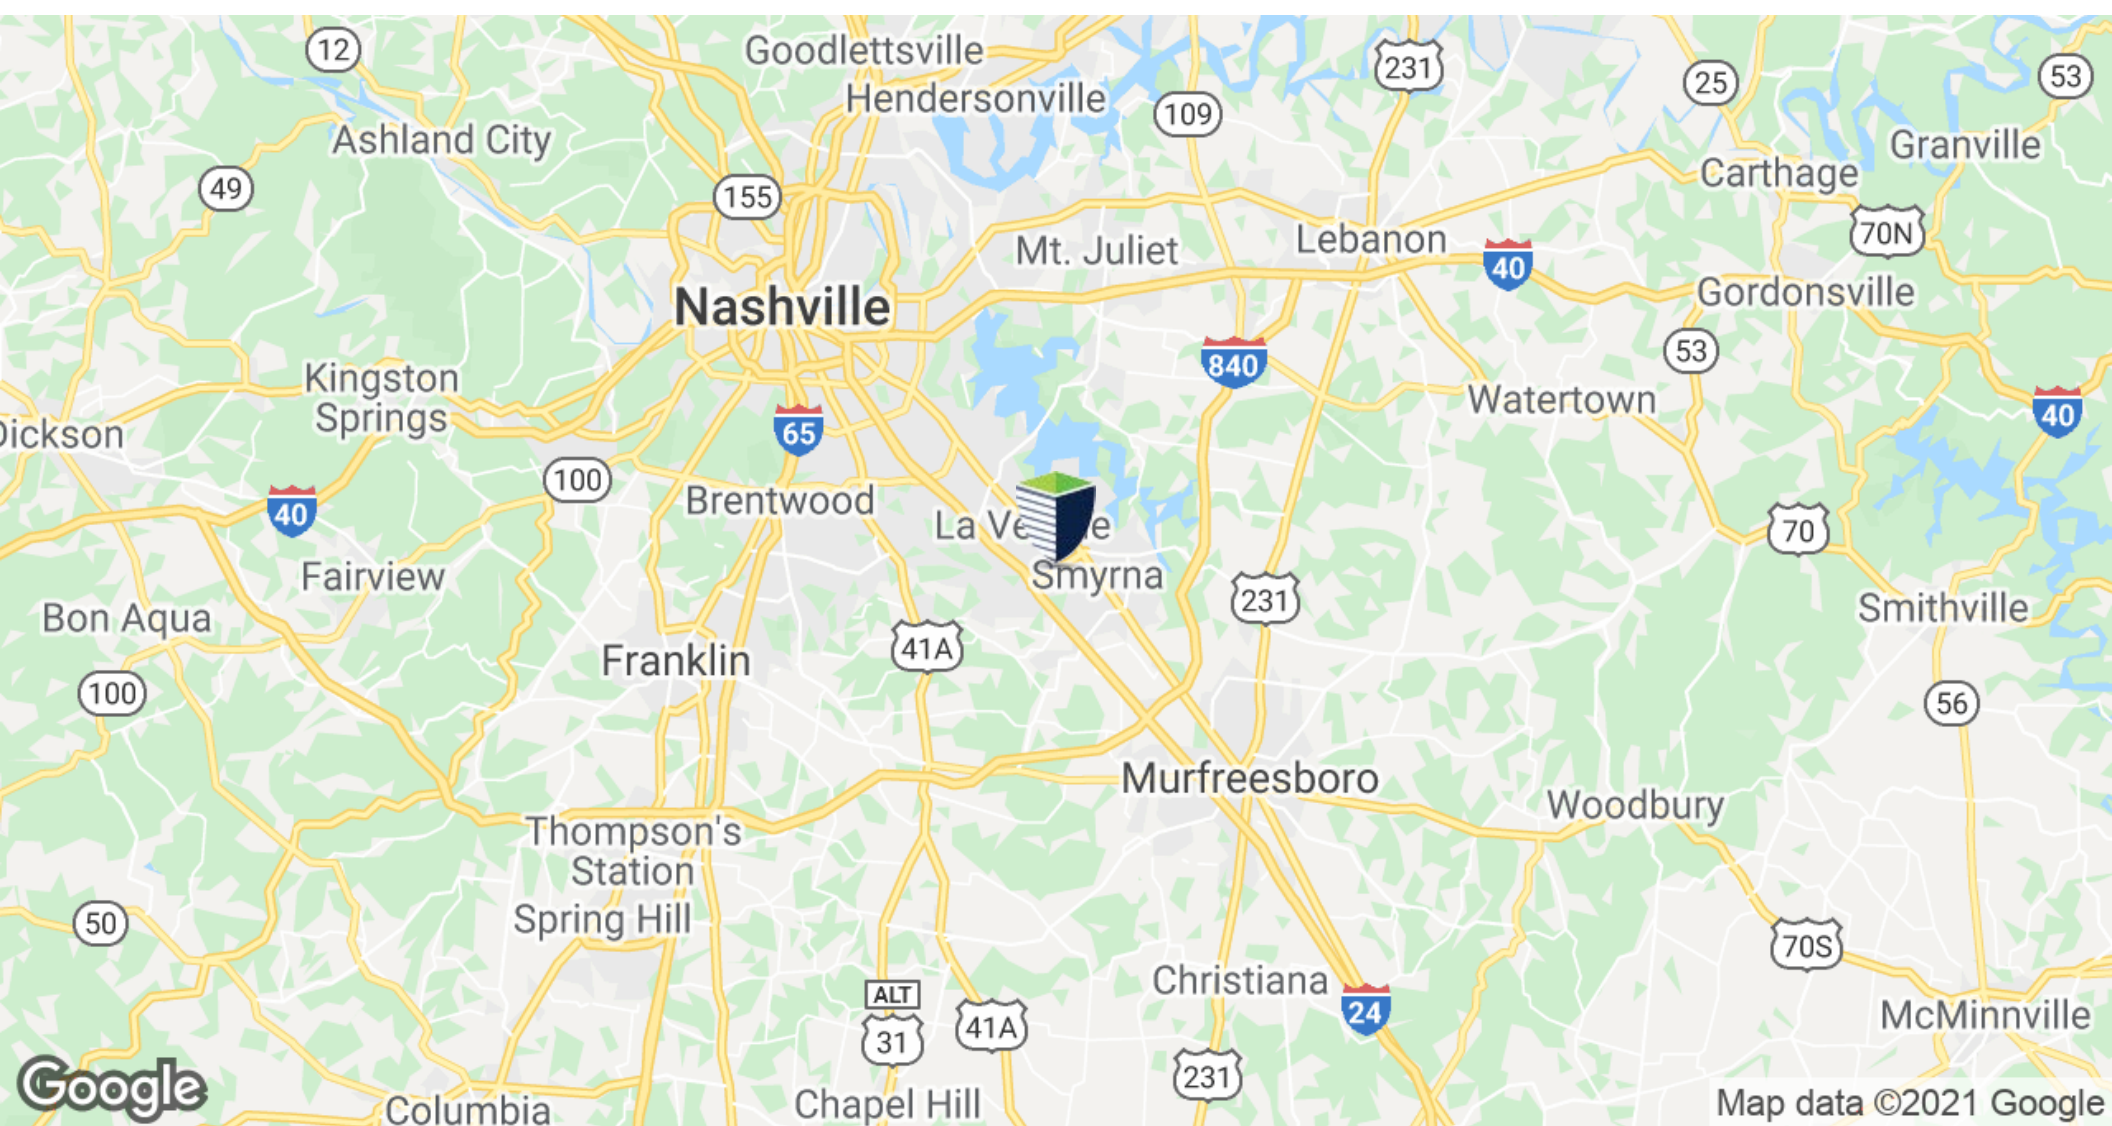 12
Goodlettsville
231
25
53
Hendersonville
109
Ashland City
Granville
Carthage
49
155
70N
Mt. Juliet
Lebanon
40
Nashville
Gordonsville
53
840
Kingston
Springs
Watertown
40
Dickson
65
100
Brentwood
40
La Ve e
70
Fairview
Smyrna
231
Bon Aqua
Smithville
41A
Franklin
100
56
Murfreesboro
Woodbury
Thompson's
Station
Spring Hill
50
70S
Christiana
ALT
31
41A
24
McMinnville
231
Google
Columbia
Chapel Hill
Map data ©2021 Google